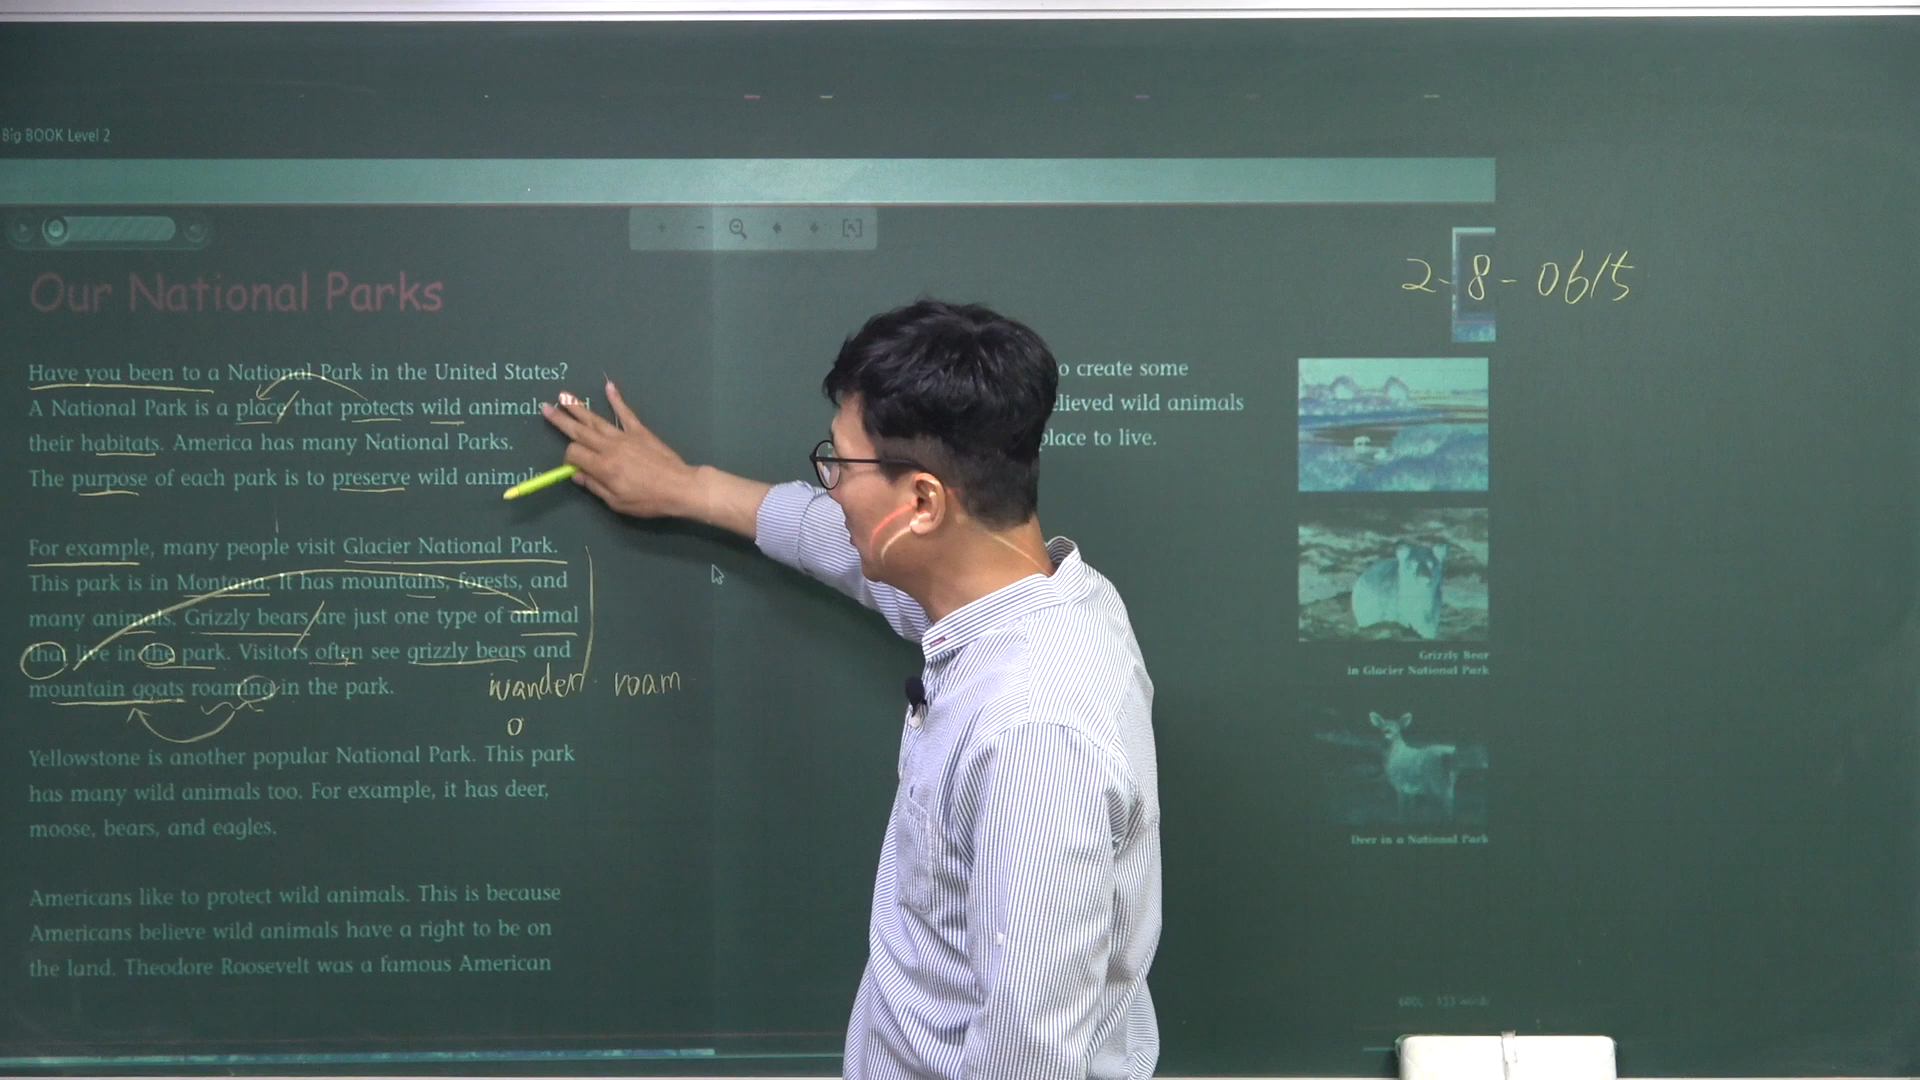 Big BOOK Level 2
2-8-0615
Our National Parks
Have you been to a National Park in the United States?
A National Park is a place that protects wild animals
their habitats. America has many National Parks.
The purpose of each park is to preserve wild animal
For example, many people visit Glacier National Park.
This park is in Montana. It has mountains, forests, and
many animals. Grizzly bears are just one type of animal
that live in the park. Visitors often see grizzly bears and
mountain goats roaming in the park.
wander roam
o
Yellowstone is another popular National Park. This park
has many wild animals too. For example, it has deer,
moose, bears, and eagles.
Americans like to protect wild animals. This is because
Americans believe wild animals have a right to be on
the land. Theodore Roosevelt was a famous American
o create some
elieved wild animals
place to live.
Grizzly Bear
in Glacier National Park
Deer in a National Park